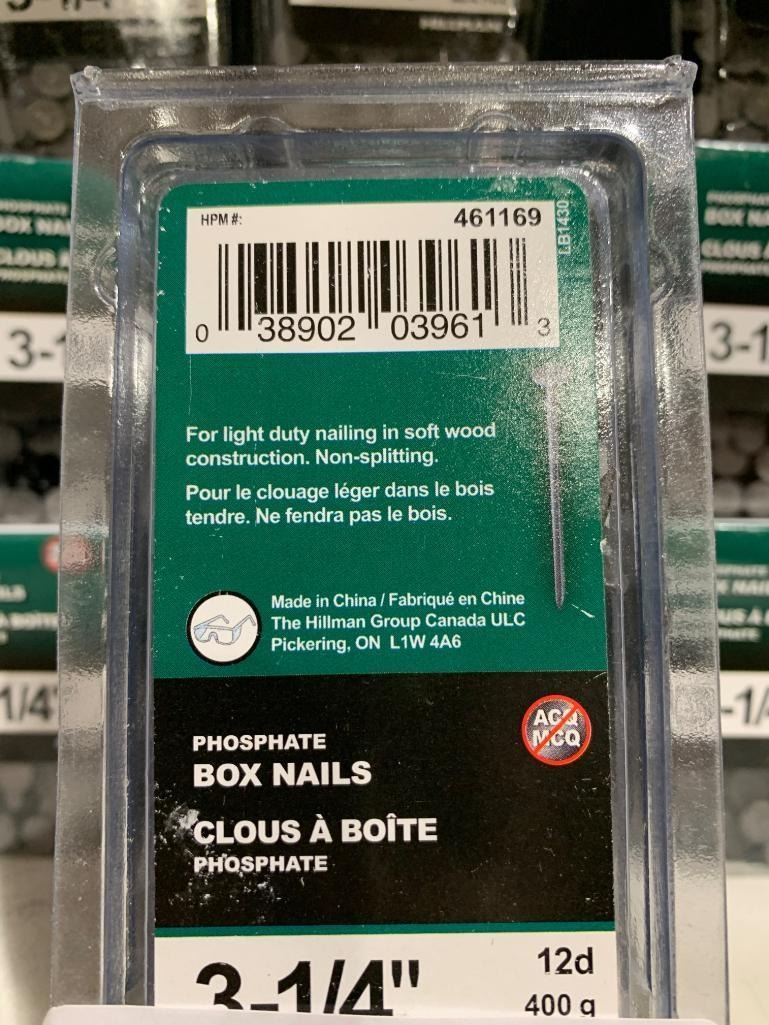 HPM #: 461169
LB1430
0 38902 03961 3
For light duty nailing in soft wood
construction. Non-splitting.
Pour le clouage léger dans le bois
tendre. Ne fendra pas le bois.
Made in China / Fabriqué en Chine
The Hillman Group Canada ULC
Pickering, ON L1W 4A6
ACQ
MCQ
PHOSPHATE
BOX NAILS
CLOUS À BOÎTE
PHOSPHATE
3-1/4" 12d
400 g